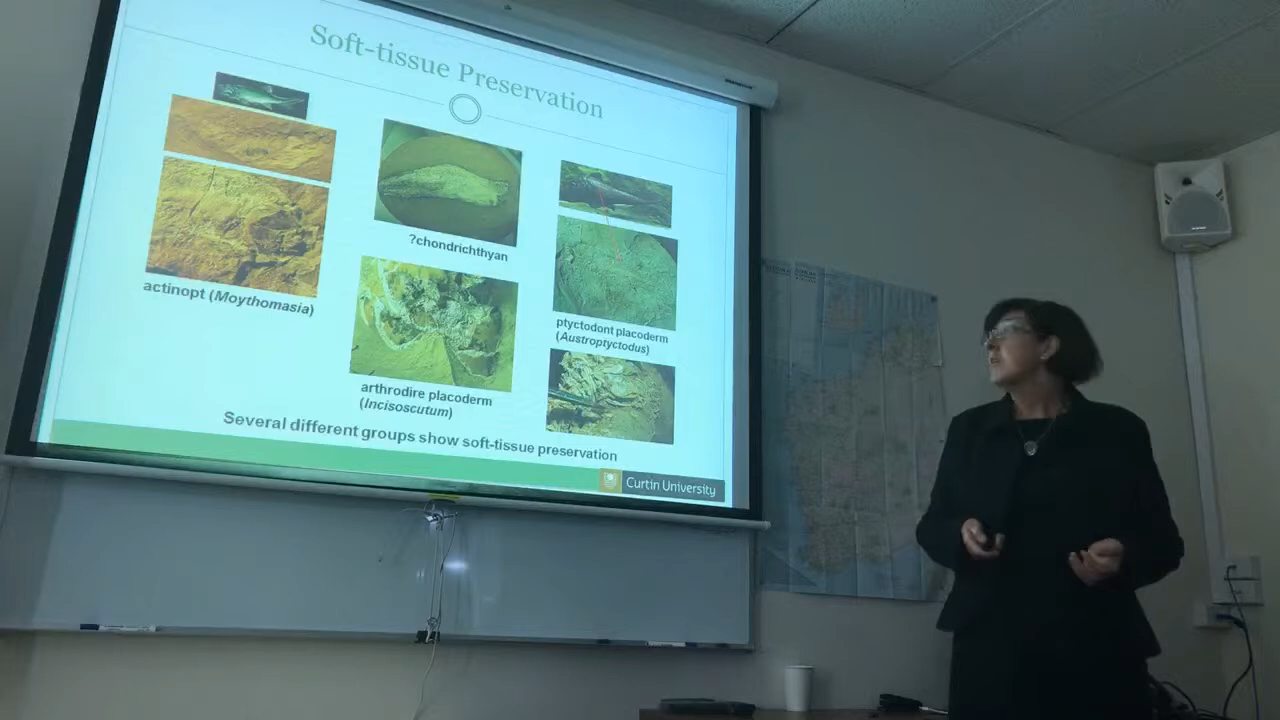 Soft-tissue Preservation
actinopt (Moythomasia)
?chondrichthyan
arthrodire placoderm
(Incisoscutum)
ptyctodont placoderm
(Austroptyctodus)
Several different groups show soft-tissue preservation
Curtin University